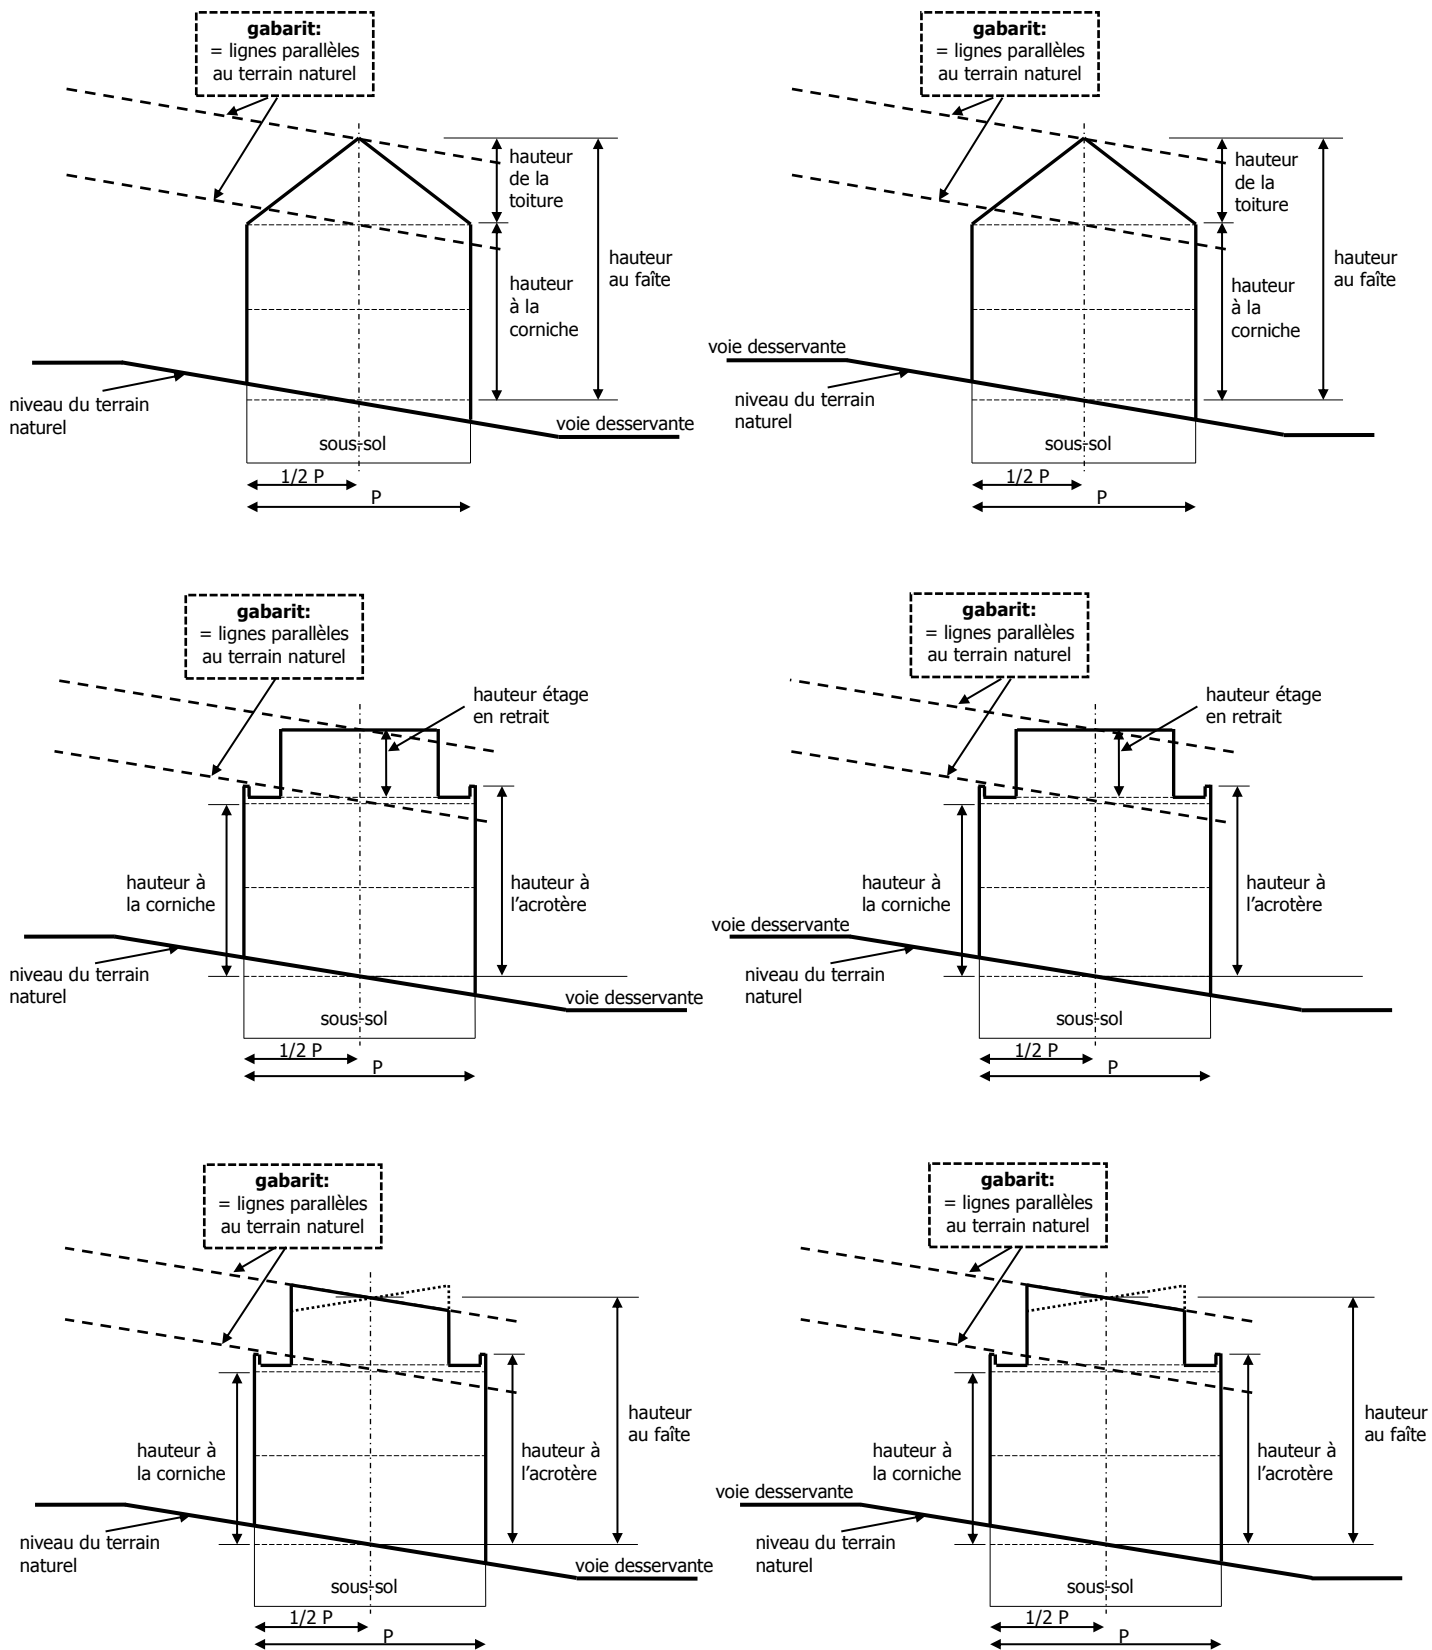 gabarit:
= lignes parallèles
au terrain naturel
hauteur
de la
toiture
hauteur
au faîte
hauteur
à la
corniche
niveau du terrain
naturel
voie desservante
sous-sol
1/2 P
P
gabarit:
= lignes parallèles
au terrain naturel
hauteur
de la
toiture
hauteur
au faîte
hauteur
à la
corniche
voie desservante
niveau du terrain
naturel
sous-sol
1/2 P
P
gabarit:
= lignes parallèles
au terrain naturel
hauteur étage
en retrait
hauteur à
la corniche
hauteur à
l'acrotère
niveau du terrain
naturel
voie desservante
sous-sol
1/2 P
P
gabarit:
= lignes parallèles
au terrain naturel
hauteur étage
en retrait
hauteur à
la corniche
hauteur à
l'acrotère
voie desservante
niveau du terrain
naturel
sous-sol
1/2 P
P
gabarit:
= lignes parallèles
au terrain naturel
hauteur
au faîte
hauteur à
la corniche
hauteur à
l'acrotère
niveau du terrain
naturel
voie desservante
sous-sol
1/2 P
P
gabarit:
= lignes parallèles
au terrain naturel
hauteur
au faîte
hauteur à
la corniche
hauteur à
l'acrotère
voie desservante
niveau du terrain
naturel
sous-sol
1/2 P
P